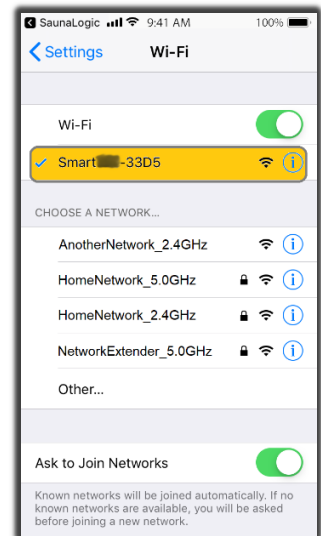 SaunaLogic 9:41 AM 100%
Settings Wi-Fi
Wi-Fi
Smart -33D5
CHOOSE A NETWORK...
AnotherNetwork_2.4GHz
HomeNetwork_5.0GHz
HomeNetwork_2.4GHz
NetworkExtender_5.0GHz
Other...
Ask to Join Networks
Known networks will be joined automatically. If no
known networks are available, you will be asked
before joining a new network.